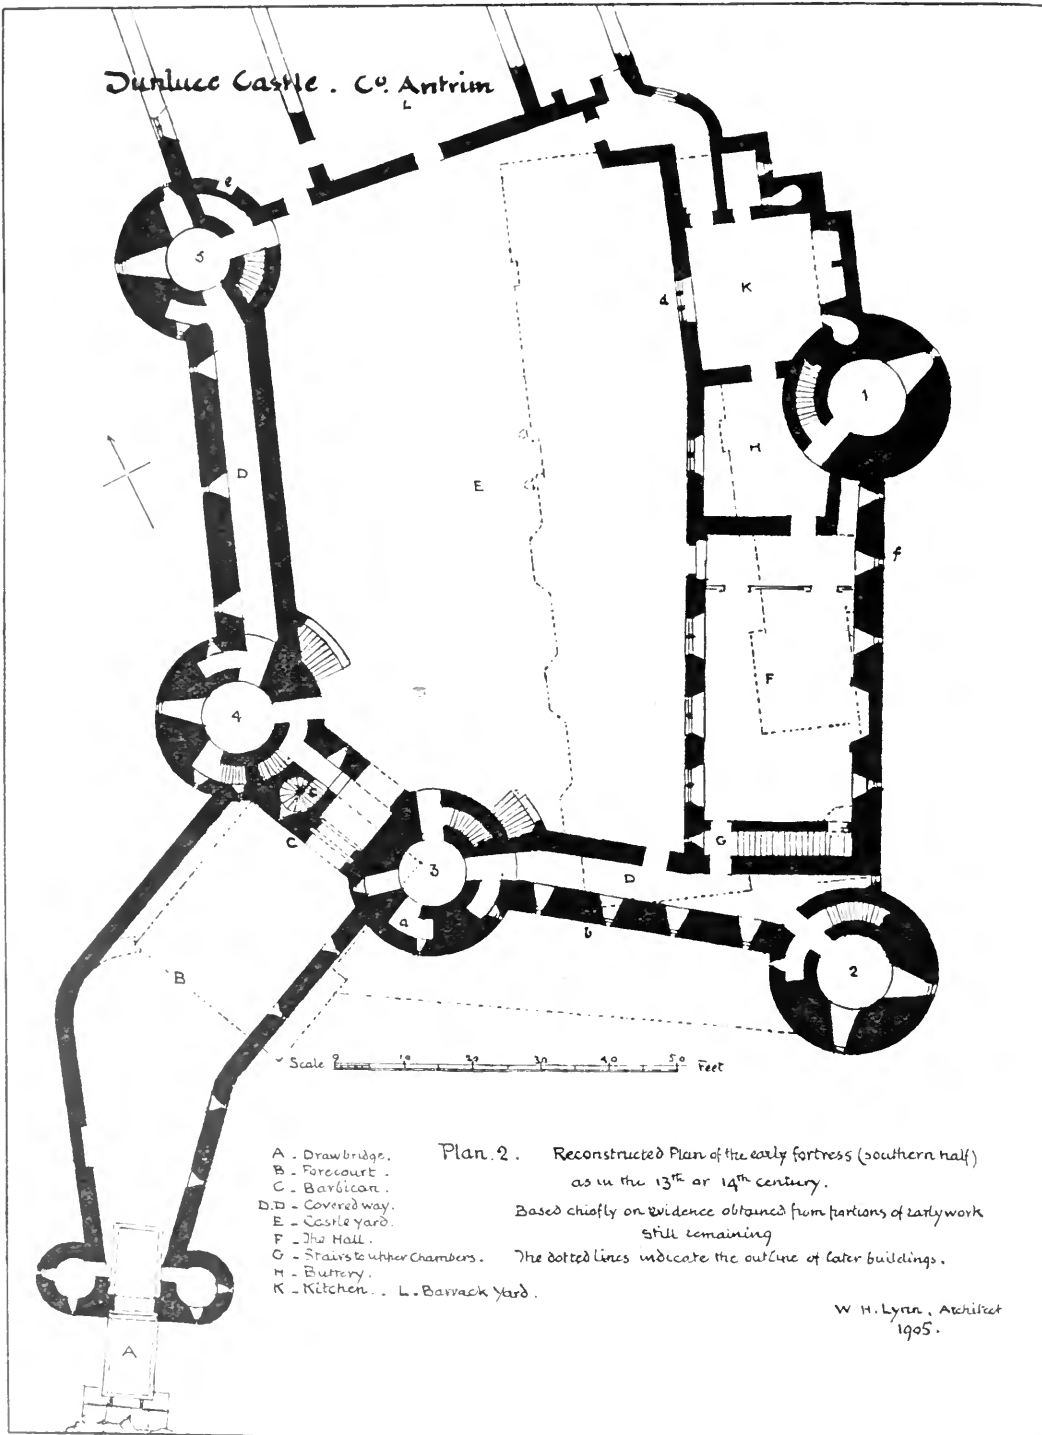 Dunluce Castle. Co. Antrim
L
e
5
K
d
1
H
D
E
f
F
4
c
C
G
3
D
a
b
2
B
Scale 0 10 20 30 40 50 Feet
A - Drawbridge.
B - Forecourt.
C - Barbican.
D.D - Covered way.
E - Castle yard.
F - The Hall.
G - Stairs to upper Chambers.
H - Buttery.
K - Kitchen. . L. Barrack Yard.
Plan. 2. Reconstructed Plan of the early fortress (southern half)
as in the 13th or 14th century.
Based chiefly on evidence obtained from portions of early work
still remaining
The dotted lines indicate the outline of later buildings.
W H. Lynn. Architect
1905.
A